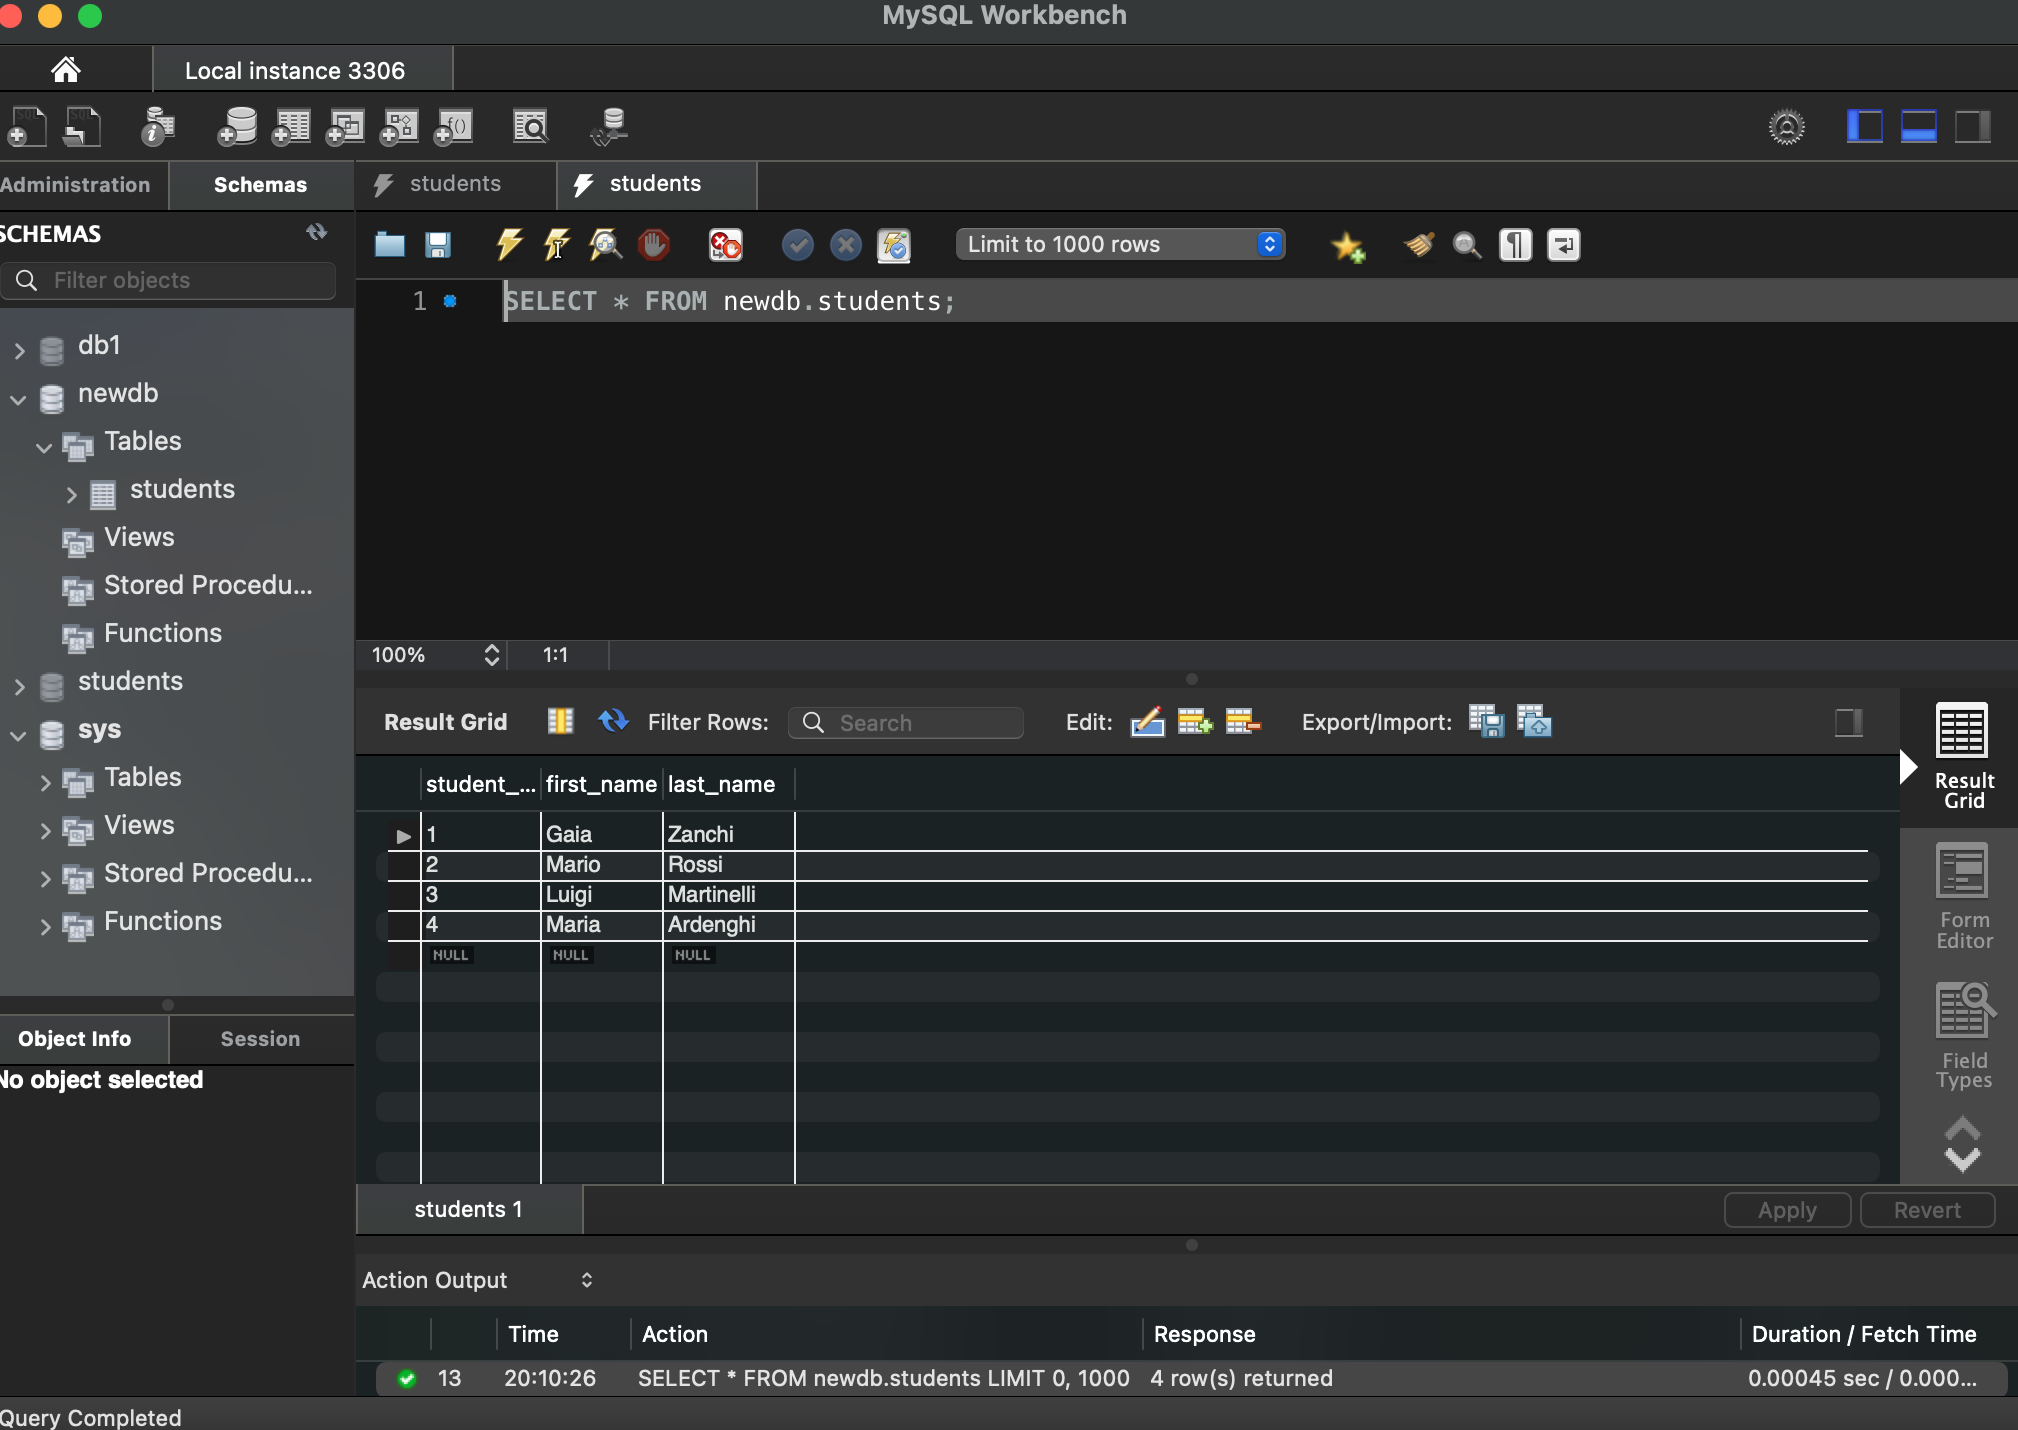 MySQL Workbench
Local instance 3306
Administration
Schemas
students
students
SCHEMAS
Filter objects
Limit to 1000 rows
1
SELECT * FROM newdb.students;
db1
newdb
Tables
students
Views
Stored Procedu...
Functions
students
sys
Tables
Views
Stored Procedu...
Functions
100%
1:1
Result Grid
Filter Rows:
Search
Edit:
Export/Import:
student_... first_name last_name
1 Gaia Zanchi
2 Mario Rossi
3 Luigi Martinelli
4 Maria Ardenghi
NULL NULL NULL
Result
Grid
Form
Editor
Field
Types
Object Info
Session
No object selected
students 1
Apply
Revert
Action Output
Time Action Response Duration / Fetch Time
13 20:10:26 SELECT * FROM newdb.students LIMIT 0, 1000 4 row(s) returned 0.00045 sec / 0.000...
Query Completed